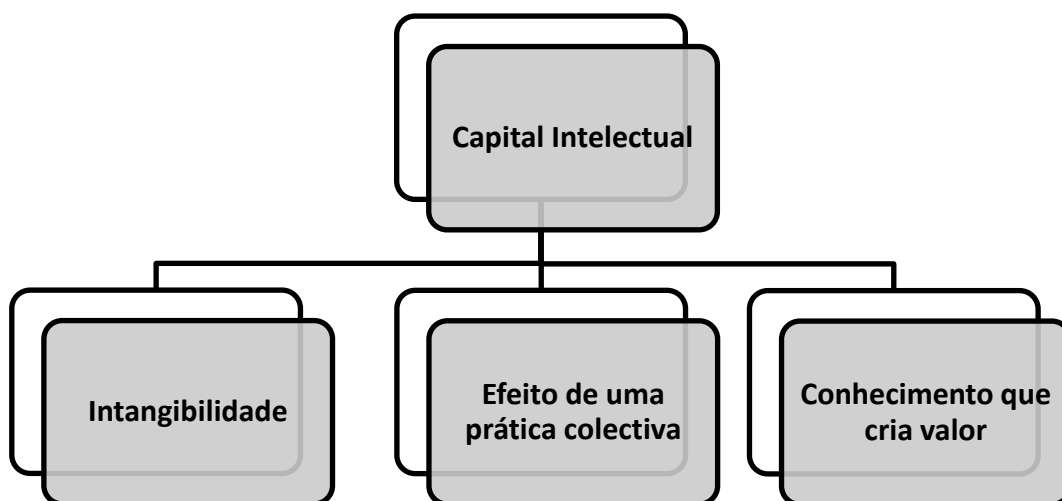 Capital Intelectual
Intangibilidade
Efeito de uma
prática colectiva
Conhecimento que
cria valor